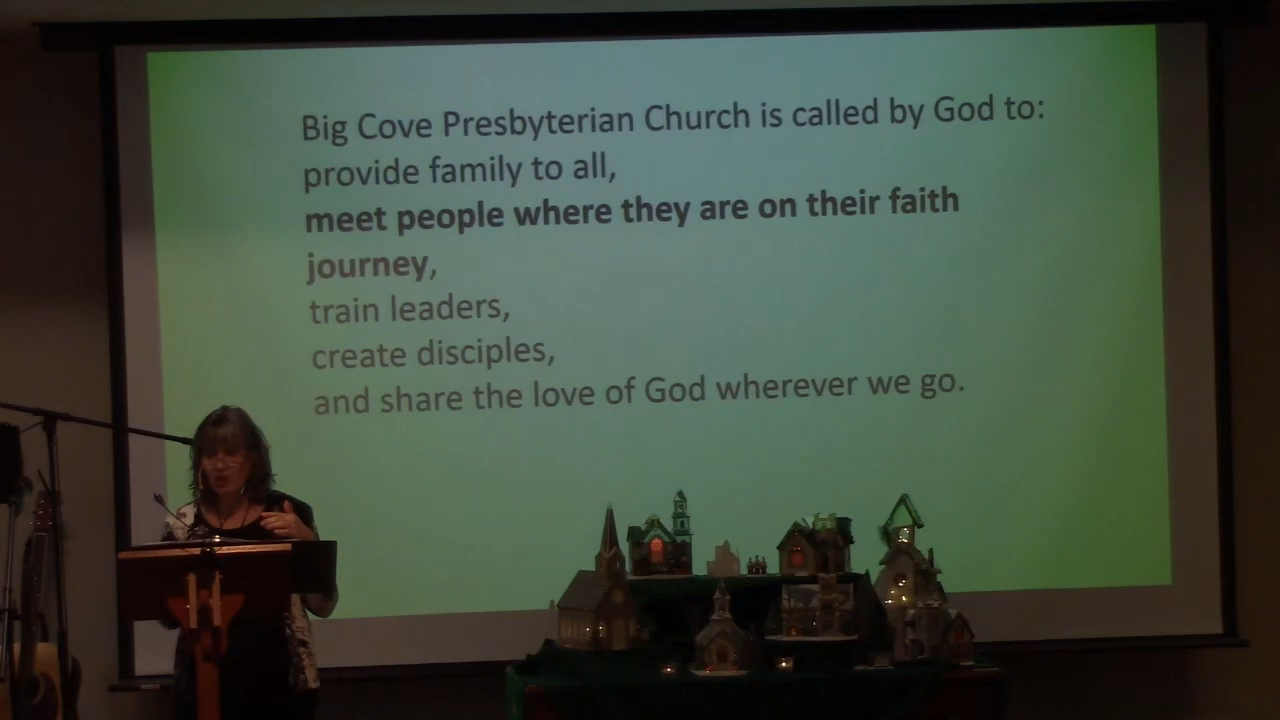 Big Cove Presbyterian Church is called by God to:
provide family to all,
meet people where they are on their faith
journey,
train leaders,
create disciples,
and share the love of God wherever we go.